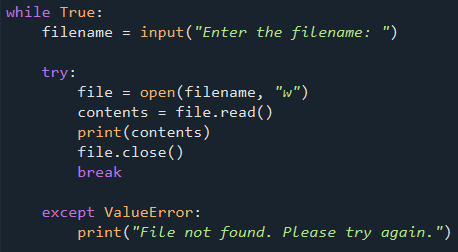 while True:
    filename = input("Enter the filename: ")
    try:
        file = open(filename, "w")
        contents = file.read()
        print(contents)
        file.close()
        break
    except ValueError:
        print("File not found. Please try again.")